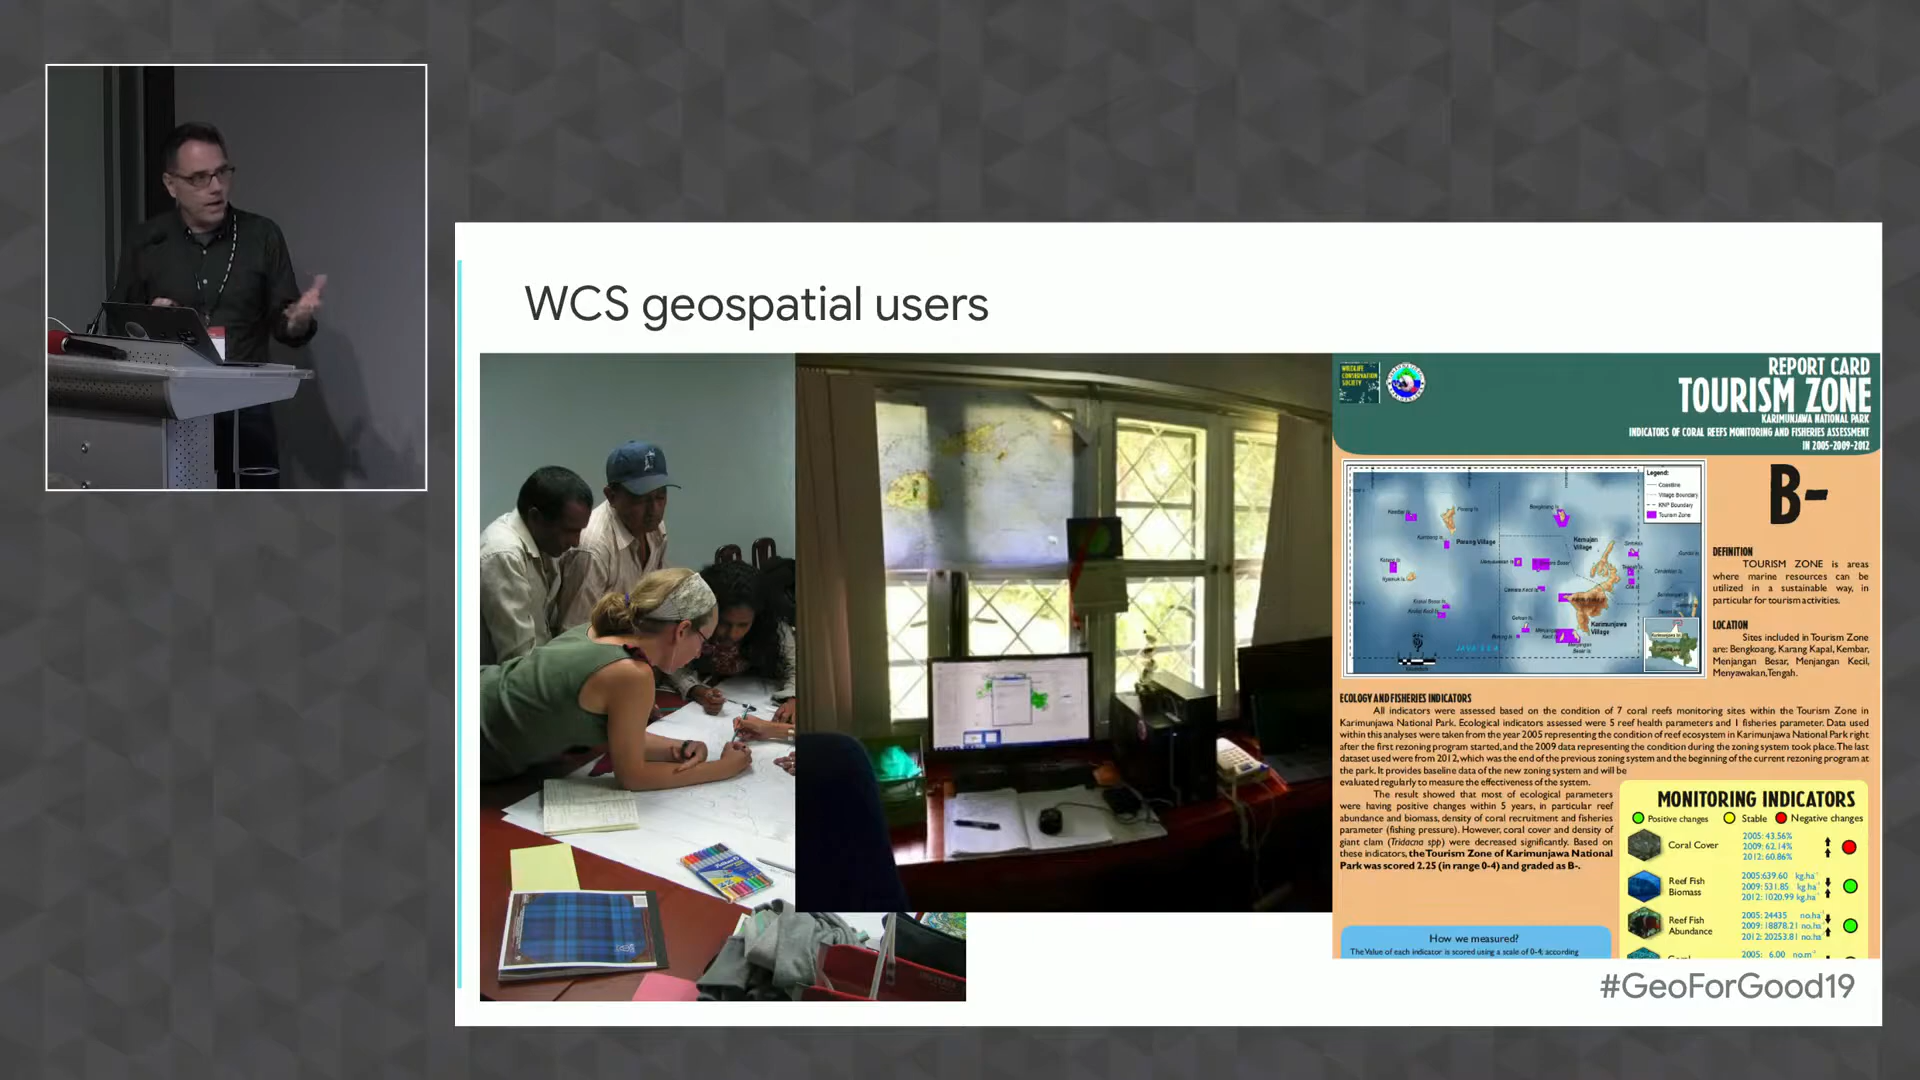 WCS geospatial users
WILDLIFE
CONSERVATION
SOCIETY
REPORT CARD
TOURISM ZONE
KARIMUNJAWA NATIONAL PARK
INDICATORS OF CORAL REEFS MONITORING AND FISHERIES ASSESSMENT
IN 2005-2009-2012
Legend:
Coastline
Village Boundary
KNP Boundary
Tourism Zone
Parang Village
Kemujan
Village
Karimunjawa
Village
JAVA SEA
B-
DEFINITION
TOURISM ZONE is areas
where marine resources can be
utilized in a sustainable way, in
particular for tourism activities.
LOCATION
Sites included in Tourism Zone
are: Bengkoang, Karang Kapal, Kembar,
Menjangan Besar, Menjangan Kecil,
Menyawakan, Tengah.
ECOLOGY AND FISHERIES INDICATORS
All indicators were assessed based on the condition of 7 coral reefs monitoring sites within the Tourism Zone in
Karimunjawa National Park. Ecological indicators assessed were 5 reef health parameters and 1 fisheries parameter. Data used
within this analyses were taken from the year 2005 representing the condition of reef ecosystem in Karimunjawa National Park right
after the first rezoning program started, and the 2009 data representing the condition during the zoning system took place. The last
dataset used were from 2012, which was the end of the previous zoning system and the beginning of the current rezoning program at
the park. It provides baseline data of the new zoning system and will be
evaluated regularly to measure the effectiveness of the system.
The result showed that most of ecological parameters
were having positive changes within 5 years, in particular reef
abundance and biomass, density of coral recruitment and fisheries
parameter (fishing pressure). However, coral cover and density of
giant clam (Tridacna spp) were decreased significantly. Based on
these indicators, the Tourism Zone of Karimunjawa National
Park was scored 2.25 (in range 0-4) and graded as B-.
How we measured?
The Value of each indicator is scored using a scale of 0-4; according
MONITORING INDICATORS
Positive changes Stable Negative changes
Coral Cover
2005: 43.56%
2009: 62.14%
2012: 60.86%
Reef Fish
Biomass
2005: 639.60 kg.ha⁻¹
2009: 531.85 kg.ha⁻¹
2012: 1020.99 kg.ha⁻¹
Reef Fish
Abundance
2005: 24435 no.ha⁻¹
2009: 18878.21 no.ha⁻¹
2012: 20253.81 no.ha⁻¹
2005: 6.00 no.m⁻¹
#GeoForGood19